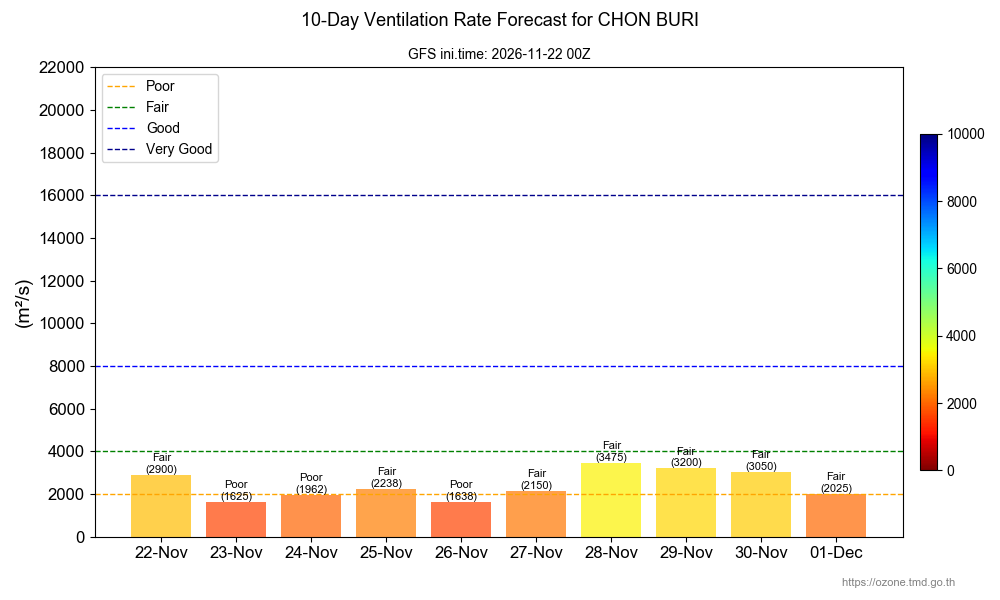 10-Day Ventilation Rate Forecast for CHON BURI
GFS ini.time: 2026-11-22 00Z
(m²/s)
22000
20000
18000
16000
14000
12000
10000
8000
6000
4000
2000
0
Poor
Fair
Good
Very Good
Fair
(2900)
Poor
(1625)
Poor
(1962)
Fair
(2238)
Poor
(1638)
Fair
(2150)
Fair
(3475)
Fair
(3200)
Fair
(3050)
Fair
(2025)
22-Nov
23-Nov
24-Nov
25-Nov
26-Nov
27-Nov
28-Nov
29-Nov
30-Nov
01-Dec
10000
8000
6000
4000
2000
0
https://ozone.tmd.go.th